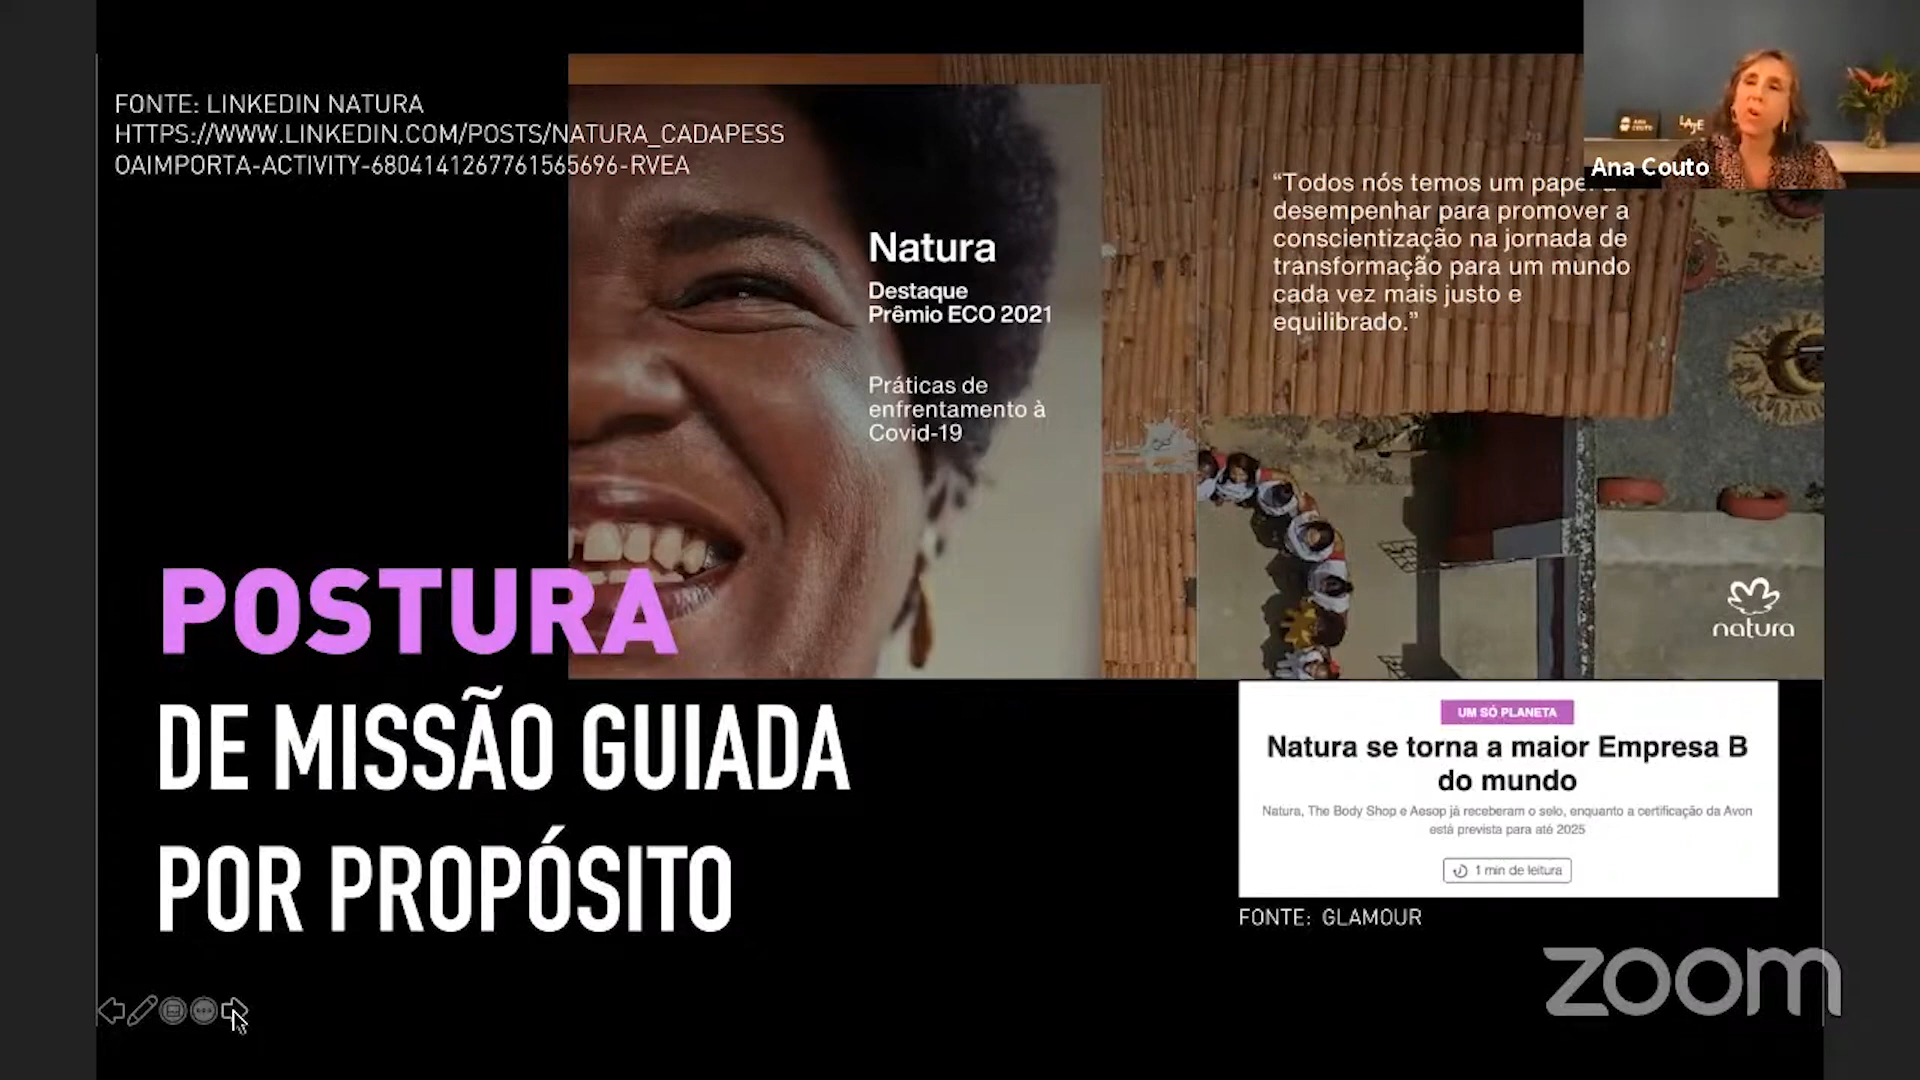 FONTE: LINKEDIN NATURA
HTTPS://WWW.LINKEDIN.COM/POSTS/NATURA_CADAPESS
OAIMPORTA-ACTIVITY-6804141267761565696-RVEA
Natura
Destaque
Prêmio ECO 2021
Práticas de
enfrentamento à
Covid-19
“Todos nós temos um papel a
desempenhar para promover a
conscientização na jornada de
transformação para um mundo
cada vez mais justo e
equilibrado.”
natura
ANA COUTO
LAJE
Ana Couto
POSTURA
DE MISSÃO GUIADA
POR PROPÓSITO
UM SÓ PLANETA
Natura se torna a maior Empresa B
do mundo
Natura, The Body Shop e Aesop já receberam o selo, enquanto a certificação da Avon
está prevista para até 2025
1 min de leitura
FONTE: GLAMOUR
zoom